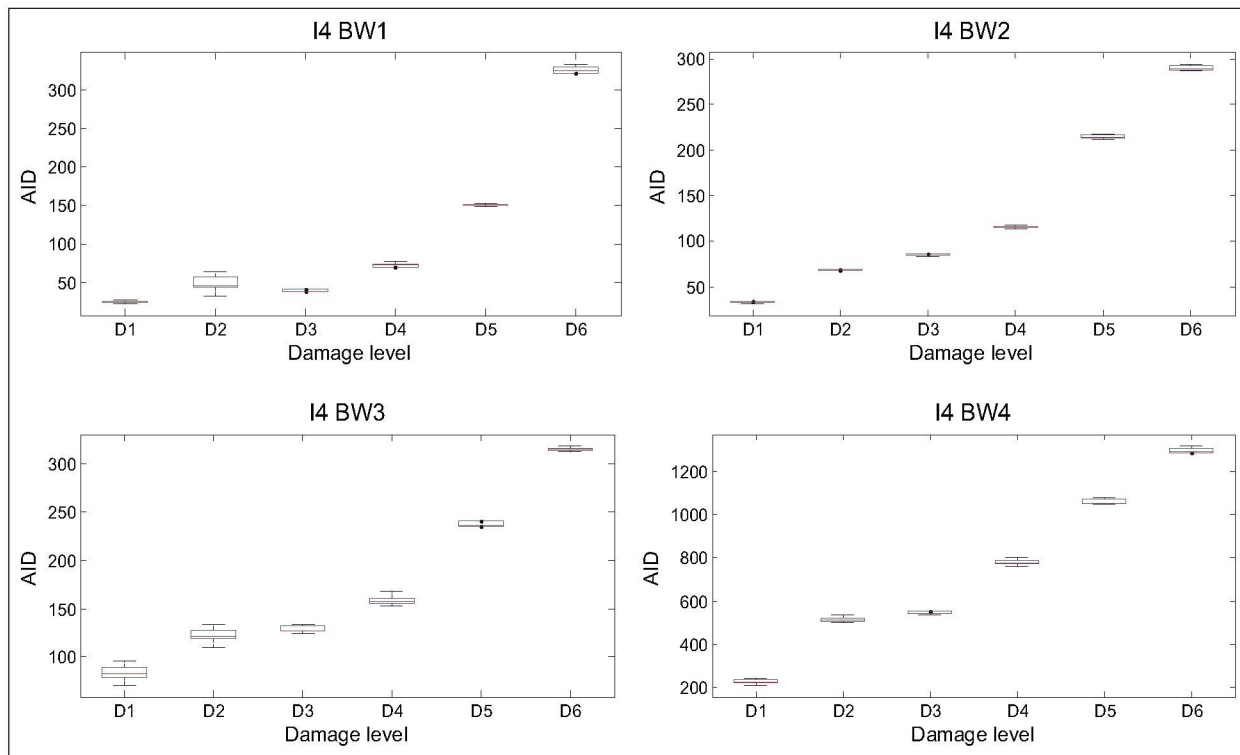 I4 BW1
300
250
200
150
100
50
AID
D1 D2 D3 D4 D5 D6
Damage level
I4 BW2
300
250
200
150
100
50
AID
D1 D2 D3 D4 D5 D6
Damage level
I4 BW3
300
250
200
150
100
AID
D1 D2 D3 D4 D5 D6
Damage level
I4 BW4
1200
1000
800
600
400
200
AID
D1 D2 D3 D4 D5 D6
Damage level